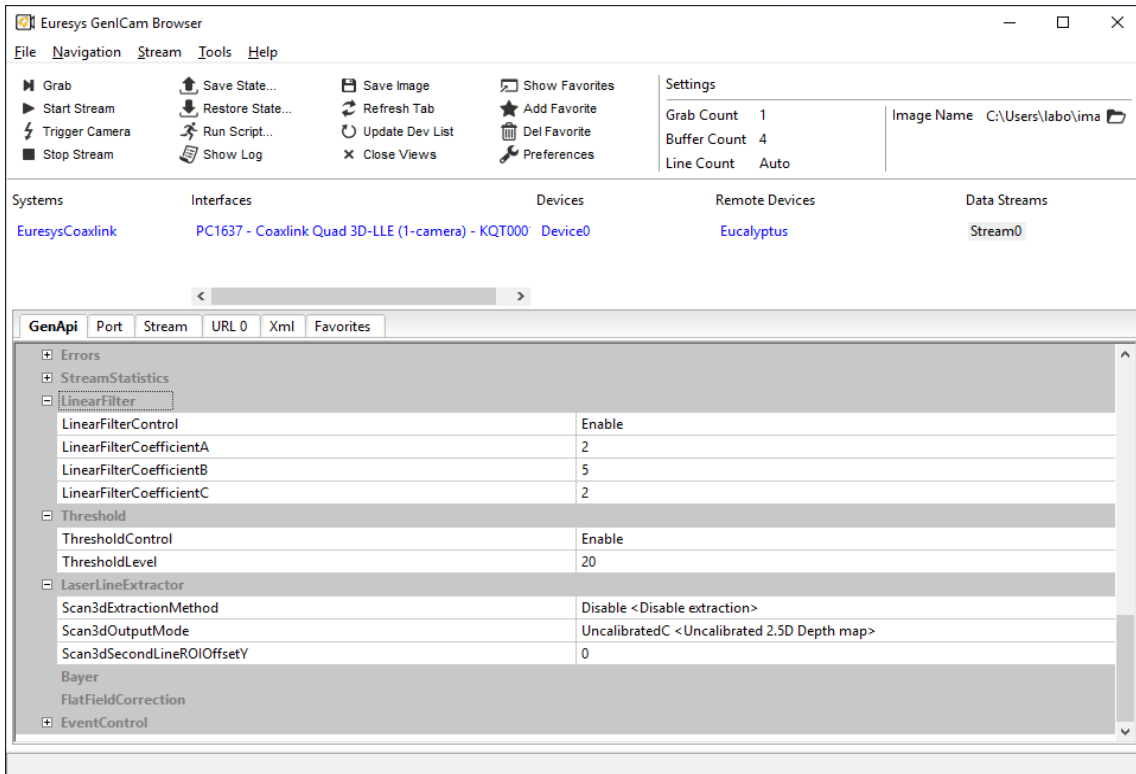 Euresys GenICam Browser
File Navigation Stream Tools Help
Grab Save State... Save Image Show Favorites Settings
Start Stream Restore State... Refresh Tab Add Favorite Grab Count 1 Image Name C:\Users\labo\ima
Trigger Camera Run Script... Update Dev List Del Favorite Buffer Count 4
Stop Stream Show Log Close Views Preferences Line Count Auto
Systems Interfaces Devices Remote Devices Data Streams
EuresysCoaxlink PC1637 - Coaxlink Quad 3D-LLE (1-camera) - KQT000 Device0 Eucalyptus Stream0
GenApi Port Stream URL 0 Xml Favorites
Errors
StreamStatistics
LinearFilter
LinearFilterControl Enable
LinearFilterCoefficientA 2
LinearFilterCoefficientB 5
LinearFilterCoefficientC 2
Threshold
ThresholdControl Enable
ThresholdLevel 20
LaserLineExtractor
Scan3dExtractionMethod Disable <Disable extraction>
Scan3dOutputMode UncalibratedC <Uncalibrated 2.5D Depth map>
Scan3dSecondLineROIOffsetY 0
Bayer
FlatFieldCorrection
EventControl